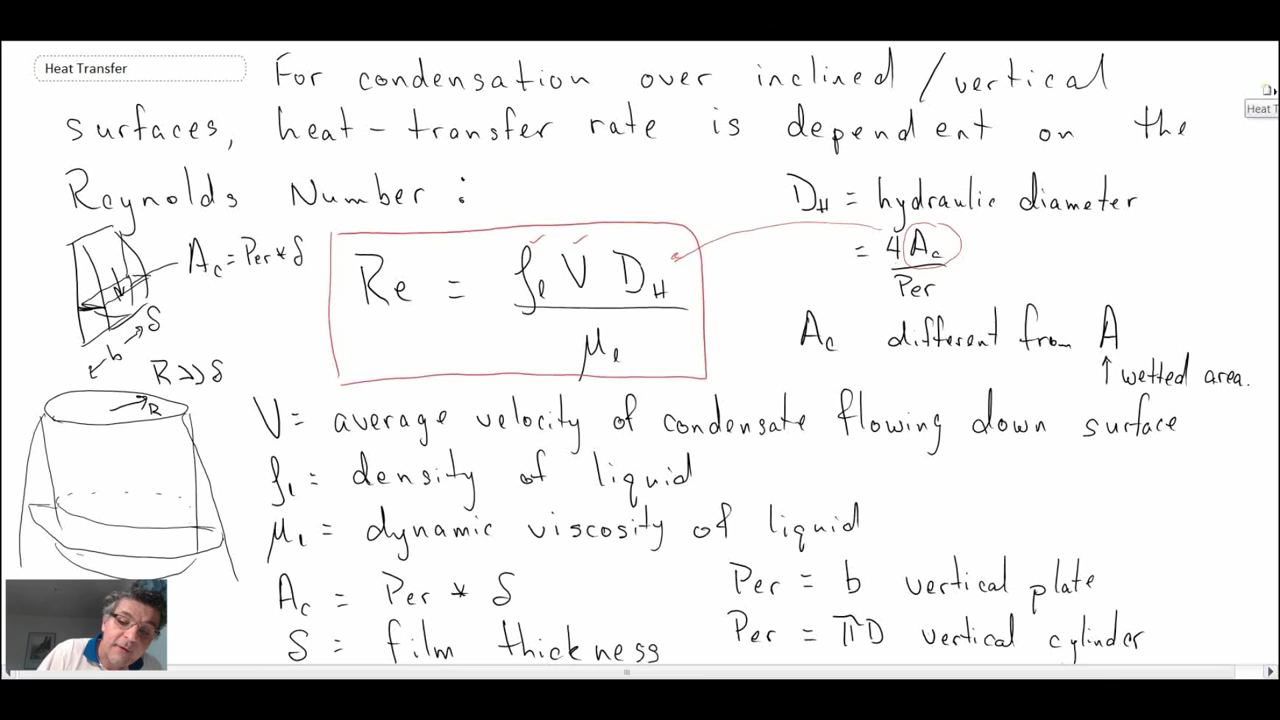 Heat Transfer
For condensation over inclined / vertical
surfaces, heat-transfer rate is dependent on the
Heat T
Reynolds Number :
D_H = hydraulic diameter
= 4 A_c / Per
A_c = Per * δ
Re = ρ_l V D_H / μ_l
A_c different from A
↑ wetted area.
δ
b
R >> δ
R
V = average velocity of condensate flowing down surface
ρ_l = density of liquid
μ_l = dynamic viscosity of liquid
A_c = Per * δ
Per = b vertical plate
δ = film thickness
Per = πD vertical cylinder